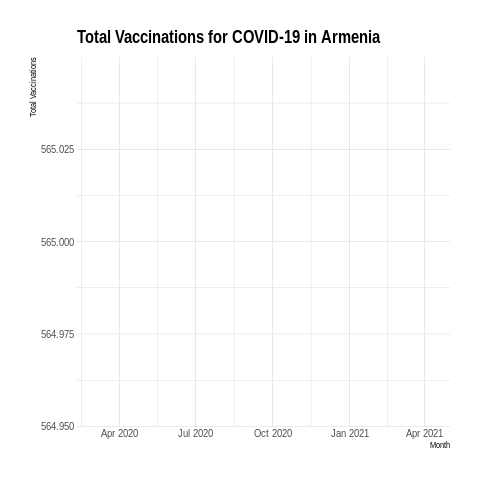 Total Vaccinations for COVID-19 in Armenia
Total Vaccinations
565.025
565.000
564.975
564.950
Apr 2020 Jul 2020 Oct 2020 Jan 2021 Apr 2021
Month